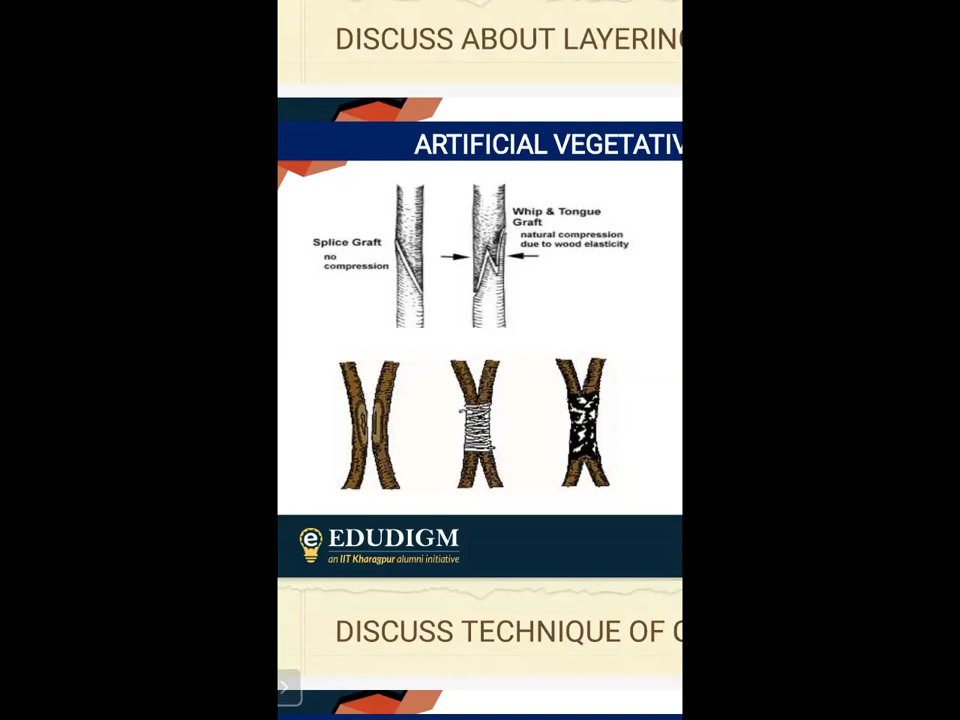 DISCUSS ABOUT LAYERING
ARTIFICIAL VEGETATIV
Whip & Tongue
Graft
natural compression
due to wood elasticity
Splice Graft
no
compression
e EDUDIGM
an IIT Kharagpur alumni initiative
DISCUSS TECHNIQUE OF